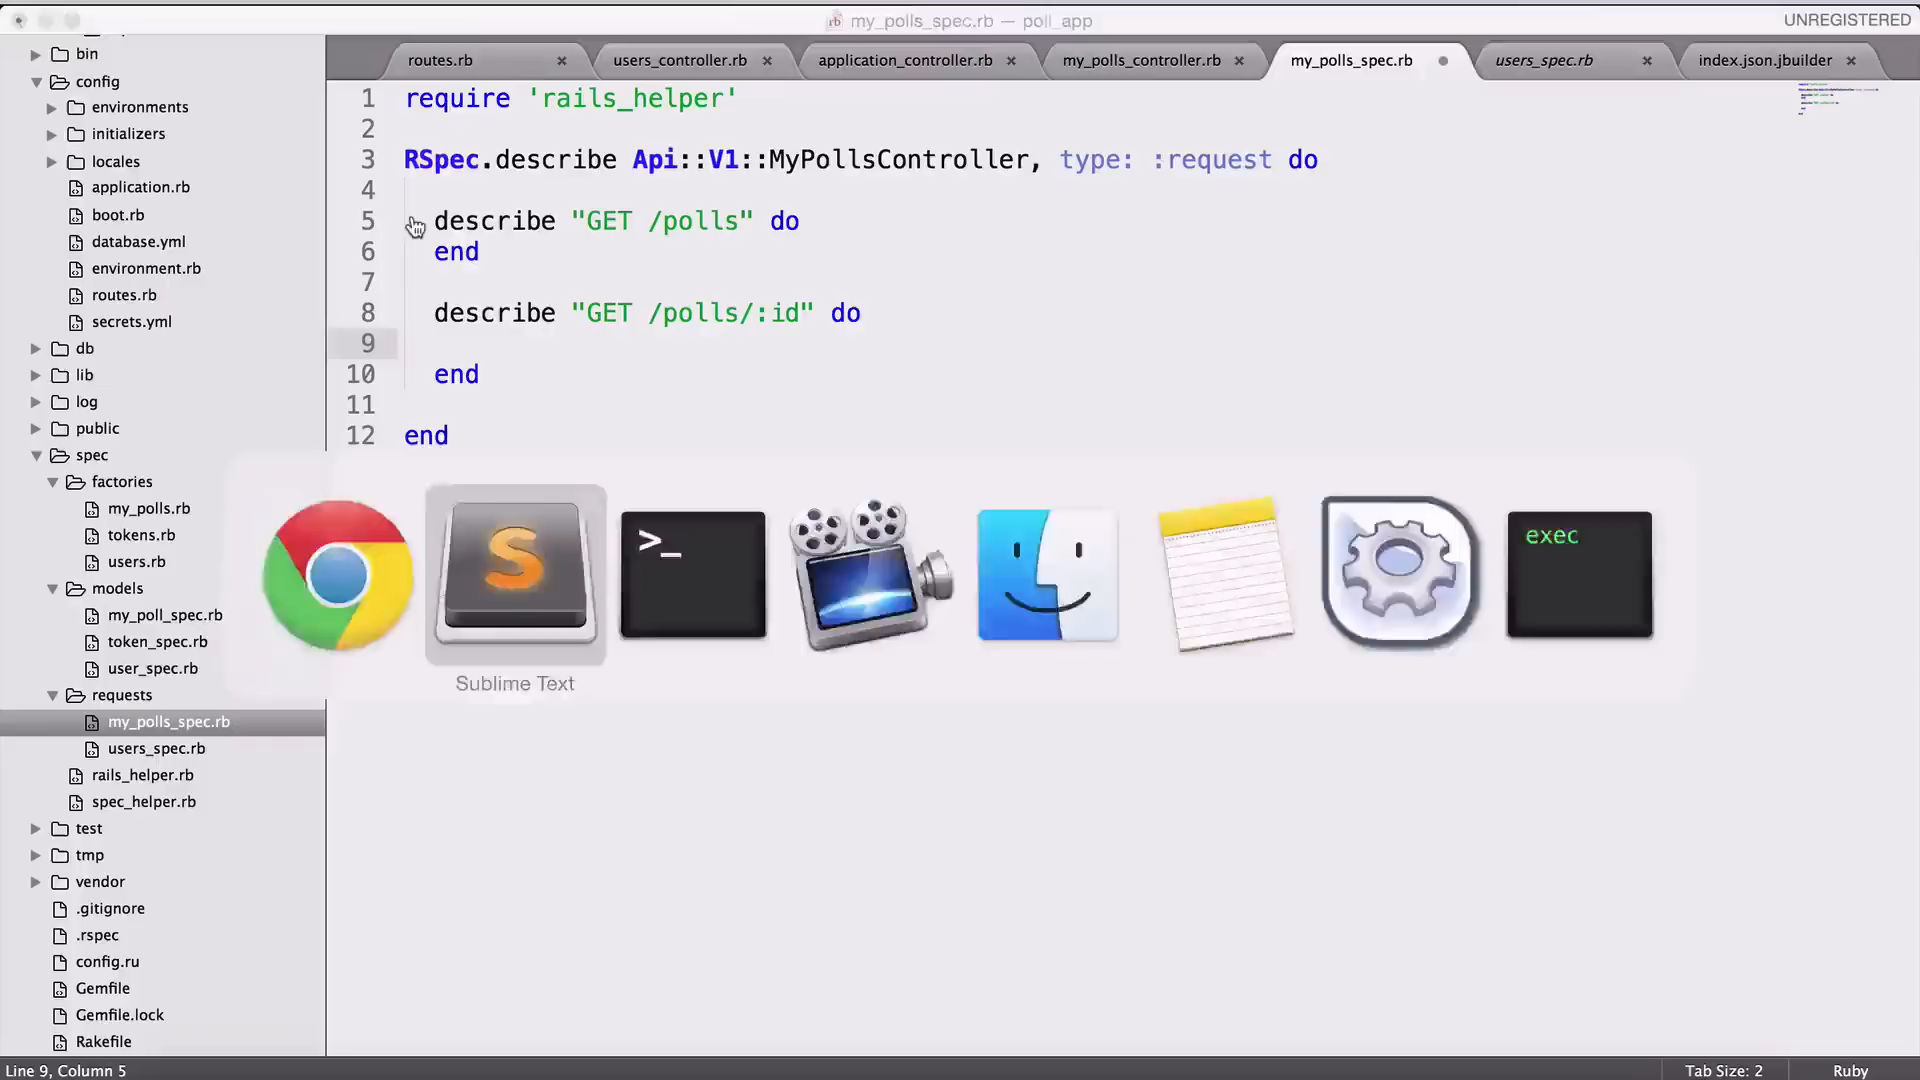 my_polls_spec.rb — poll_app
UNREGISTERED
bin
config
environments
initializers
locales
application.rb
boot.rb
database.yml
environment.rb
routes.rb
secrets.yml
db
lib
log
public
spec
factories
my_polls.rb
tokens.rb
users.rb
models
my_poll_spec.rb
token_spec.rb
user_spec.rb
requests
my_polls_spec.rb
users_spec.rb
rails_helper.rb
spec_helper.rb
test
tmp
vendor
.gitignore
.rspec
config.ru
Gemfile
Gemfile.lock
Rakefile
routes.rb × users_controller.rb × application_controller.rb × my_polls_controller.rb × my_polls_spec.rb users_spec.rb × index.json.jbuilder ×
1 require 'rails_helper'
2
3 RSpec.describe Api::V1::MyPollsController, type: :request do
4
5 describe "GET /polls" do
6 end
7
8 describe "GET /polls/:id" do
9
10 end
11
12 end
S
>_
exec
Sublime Text
Line 9, Column 5
Tab Size: 2
Ruby